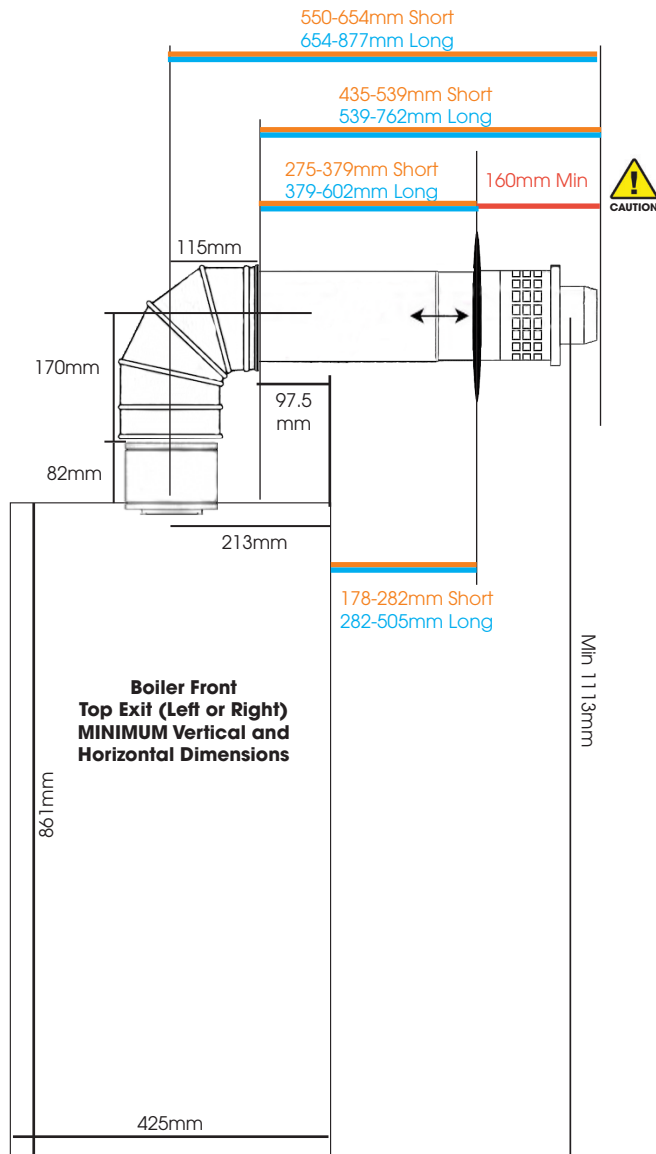 550-654mm Short
654-877mm Long
435-539mm Short
539-762mm Long
275-379mm Short
379-602mm Long
160mm Min
!
CAUTION
115mm
170mm
97.5
mm
82mm
213mm
178-282mm Short
282-505mm Long
Min 1113mm
Boiler Front
Top Exit (Left or Right)
MINIMUM Vertical and
Horizontal Dimensions
861mm
425mm